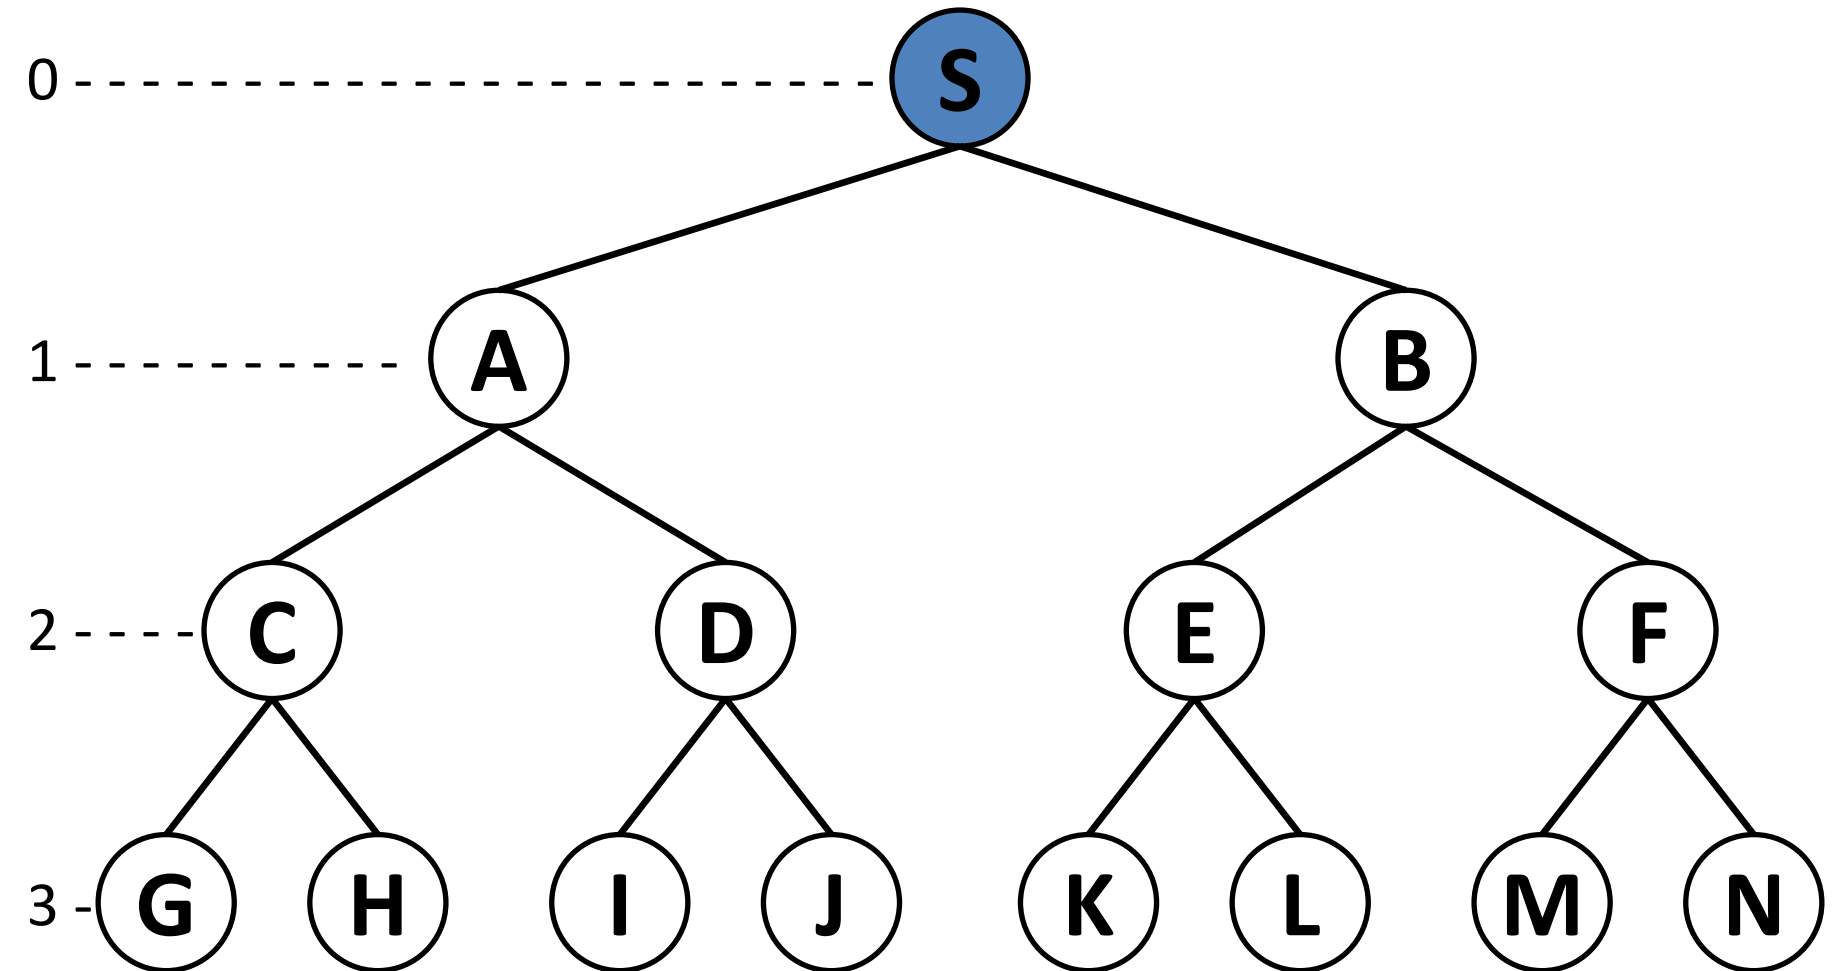 0 - - - - - - - - - - - - - - - - - - - - - - - - S
1 - - - - - - - - - - A B
2 - - - - C D E F
3 - G H I J K L M N